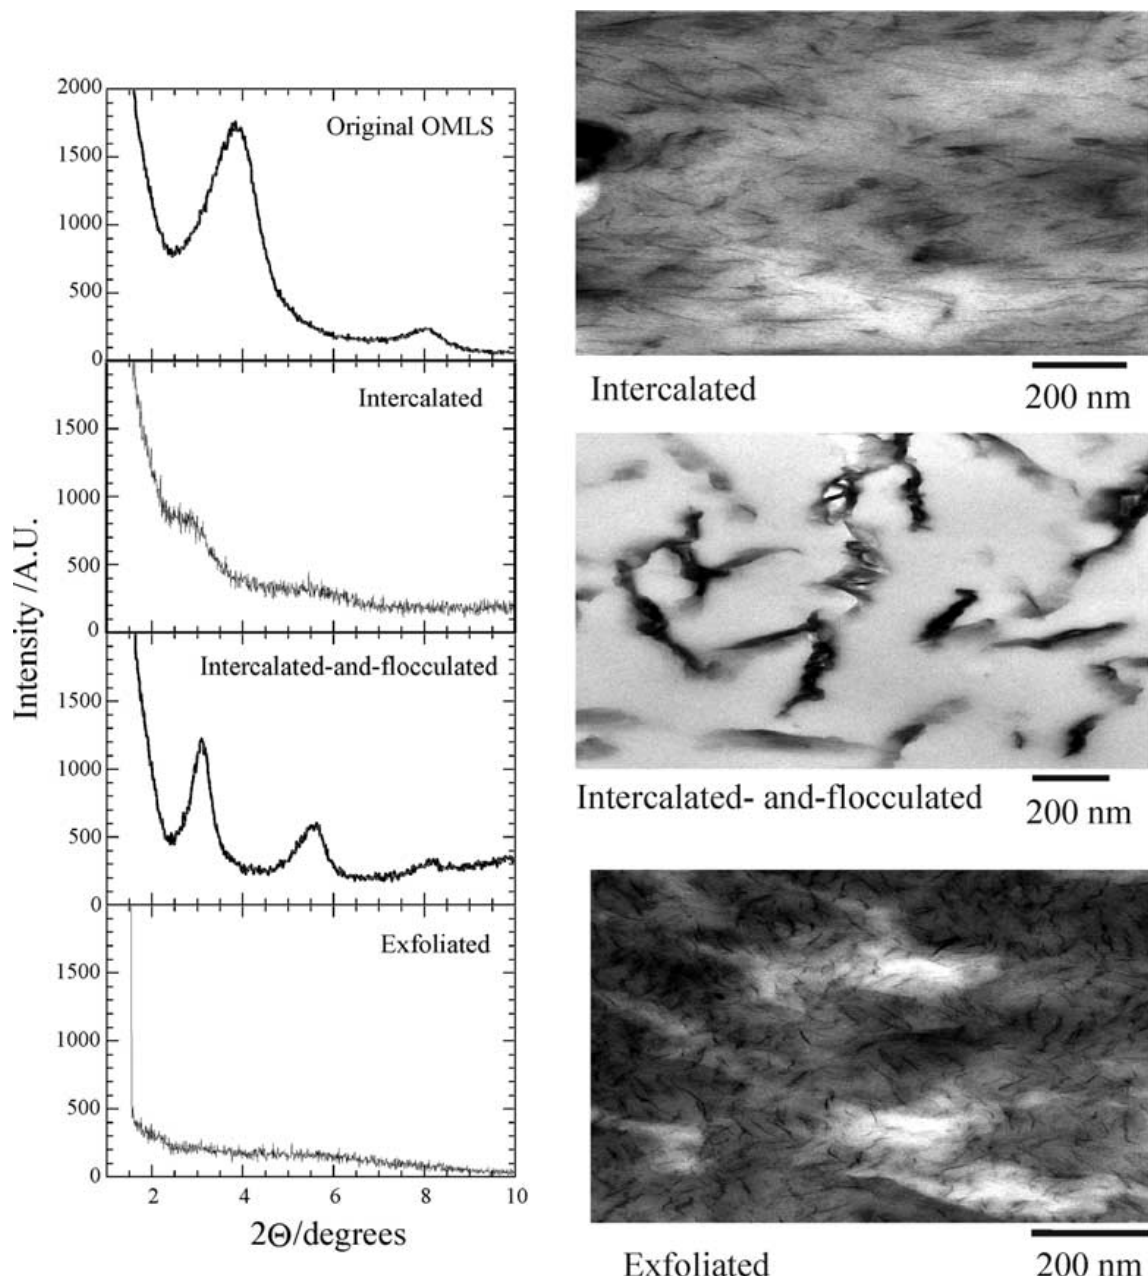 2000
Original OMLS
1500
1000
500
0
Intercalated
1500
1000
500
0
Intercalated-and-flocculated
1500
1000
500
0
Exfoliated
1500
1000
500
0
2 4 6 8 10
2Θ/degrees
Intensity /A.U.
Intercalated
200 nm
Intercalated- and-flocculated
200 nm
Exfoliated
200 nm